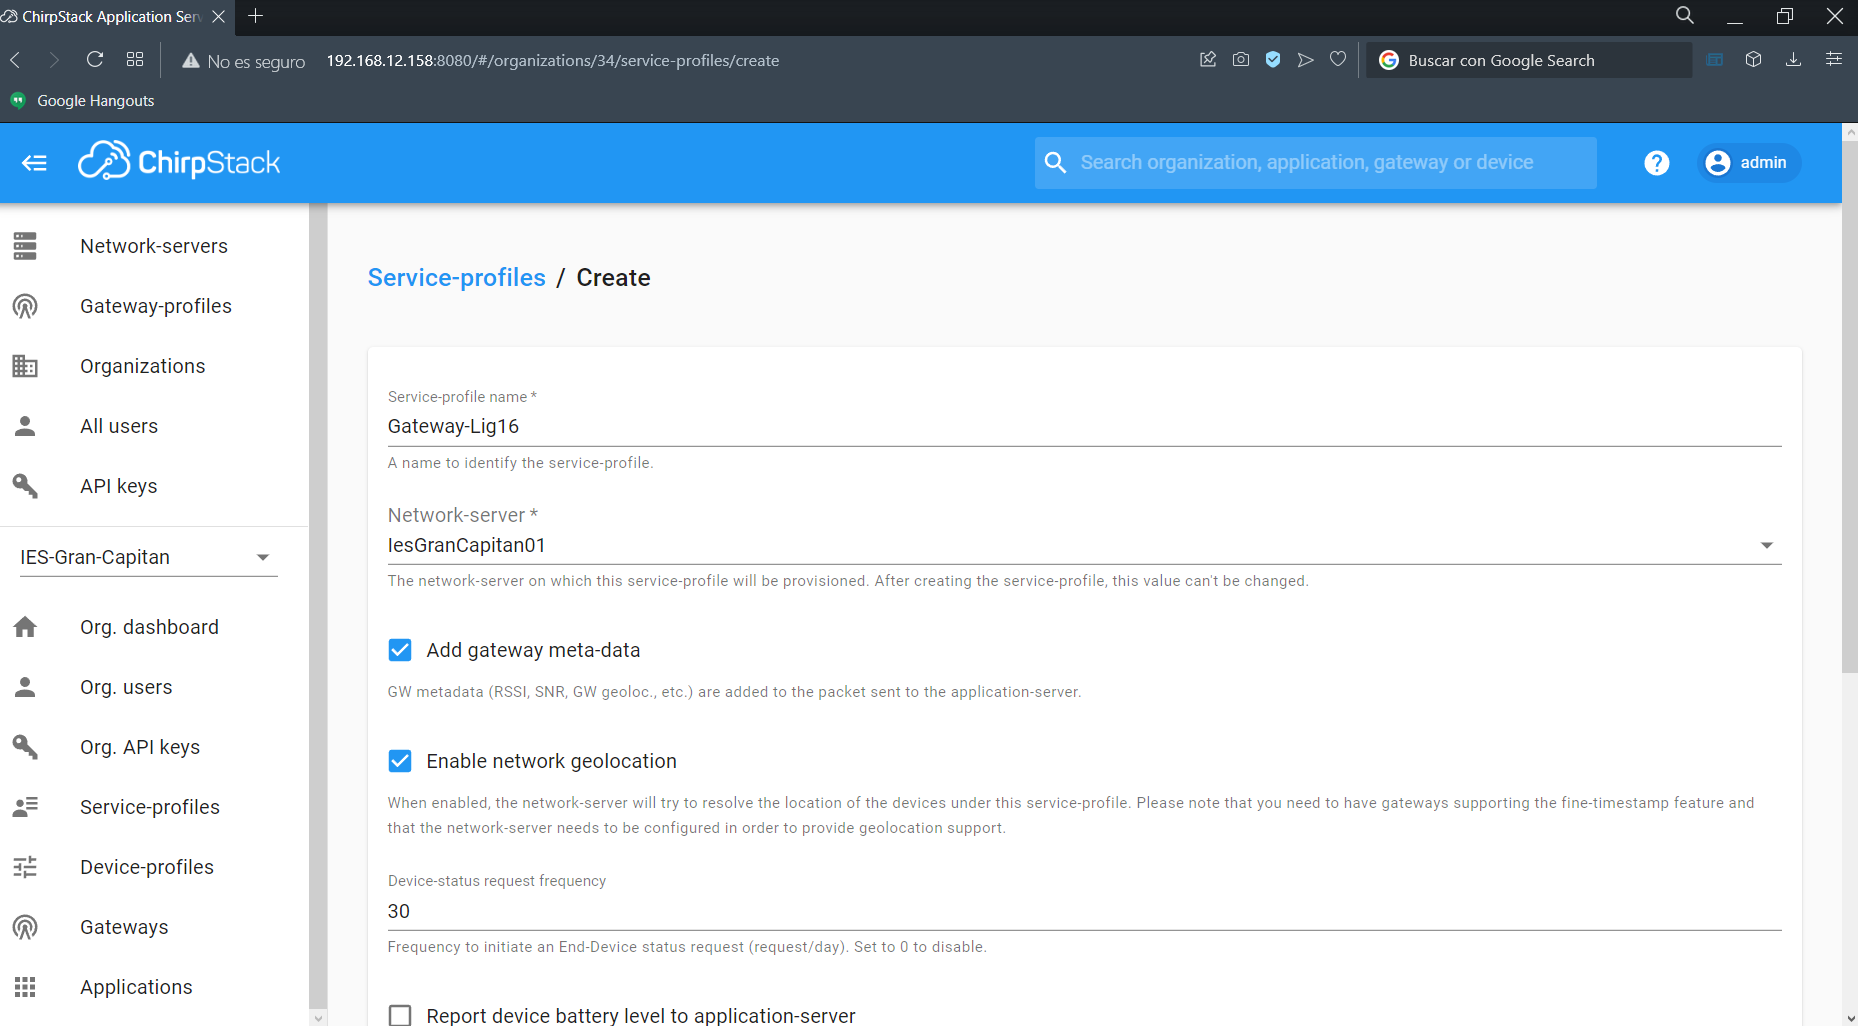 ChirpStack Application Ser
No es seguro
192.168.12.158:8080/#/organizations/34/service-profiles/create
Buscar con Google Search
Google Hangouts
ChirpStack
Search organization, application, gateway or device
?
admin
Network-servers
Gateway-profiles
Organizations
All users
API keys
IES-Gran-Capitan
Org. dashboard
Org. users
Org. API keys
Service-profiles
Device-profiles
Gateways
Applications
Service-profiles / Create
Service-profile name *
Gateway-Lig16
A name to identify the service-profile.
Network-server *
IesGranCapitan01
The network-server on which this service-profile will be provisioned. After creating the service-profile, this value can't be changed.
Add gateway meta-data
GW metadata (RSSI, SNR, GW geoloc., etc.) are added to the packet sent to the application-server.
Enable network geolocation
When enabled, the network-server will try to resolve the location of the devices under this service-profile. Please note that you need to have gateways supporting the fine-timestamp feature and
that the network-server needs to be configured in order to provide geolocation support.
Device-status request frequency
30
Frequency to initiate an End-Device status request (request/day). Set to 0 to disable.
Report device battery level to application-server